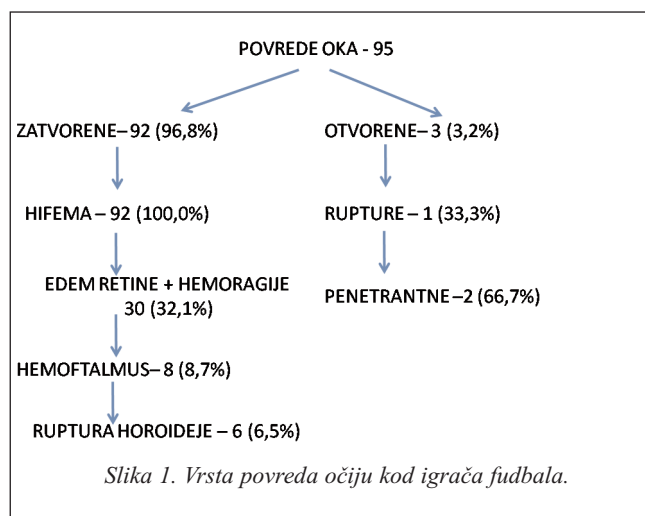 POVREDE OKA - 95
ZATVORENE– 92 (96,8%)
OTVORENE– 3 (3,2%)
HIFEMA – 92 (100,0%)
RUPTURE – 1 (33,3%)
EDEM RETINE + HEMORAGIJE
30 (32,1%)
PENETRANTNE –2 (66,7%)
HEMOFTALMUS– 8 (8,7%)
RUPTURA HOROIDEJE – 6 (6,5%)
Slika 1. Vrsta povreda očiju kod igrača fudbala.